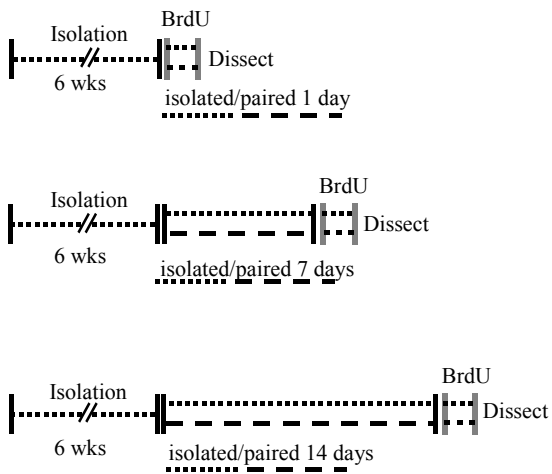 BrdU
Isolation
Dissect
6 wks
isolated/paired 1 day
BrdU
Isolation
Dissect
6 wks
isolated/paired 7 days
BrdU
Isolation
Dissect
6 wks
isolated/paired 14 days